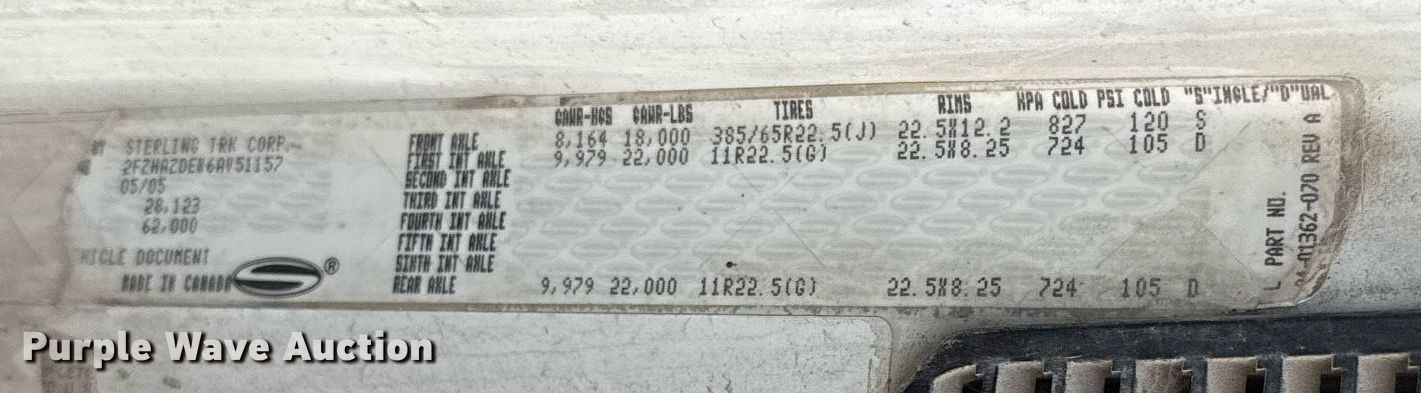 GAWR-KGS GAWR-LBS TIRES RIMS KPA COLD PSI COLD "S"INGLE/"D"UAL
BY STERLING TRK CORP.
FRONT AXLE 8,164 18,000 385/65R22.5(J) 22.5X12.2 827 120 S
2FZHAZDE
FIRST INT AXLE 9,979 22,000 11R22.5(G) 22.5X8.25 724 105 D
05/05
SECOND INT AXLE
28,123
THIRD INT AXLE
62,000
FOURTH INT AXLE
FIFTH INT AXLE
HICLE DOCUMENT
SIXTH INT AXLE
MADE IN CANADA
S®
REAR AXLE 9,979 22,000 11R22.5(G) 22.5X8.25 724 105 D
L PART NO.
24-01362-070 REV A
Purple Wave Auction